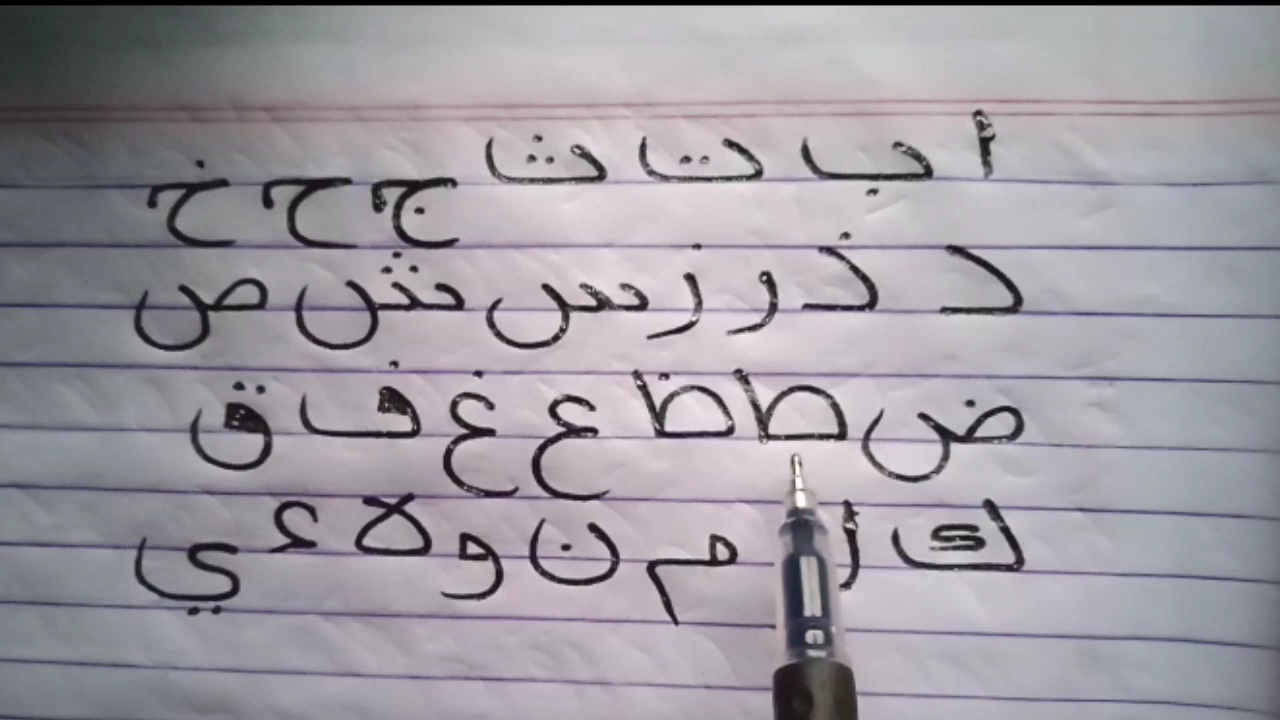 ا ب ت ث ج ح خ
د ذ ر ز س ش ص
ض ط ظ ع غ ف ق
ك ل م ن و لا ء ي